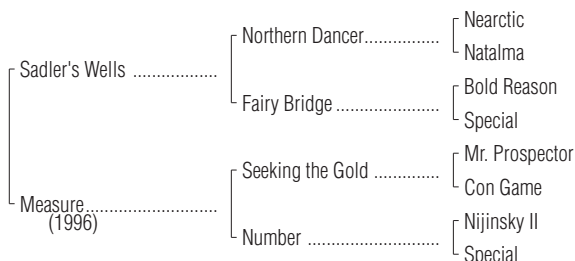 Nearctic
Northern Dancer...............
Natalma
Sadler's Wells .................
Bold Reason
Fairy Bridge.....................
Special
Mr. Prospector
Seeking the Gold .............
Con Game
Measure..........................
(1996)
Nijinsky II
Number ..........................
Special